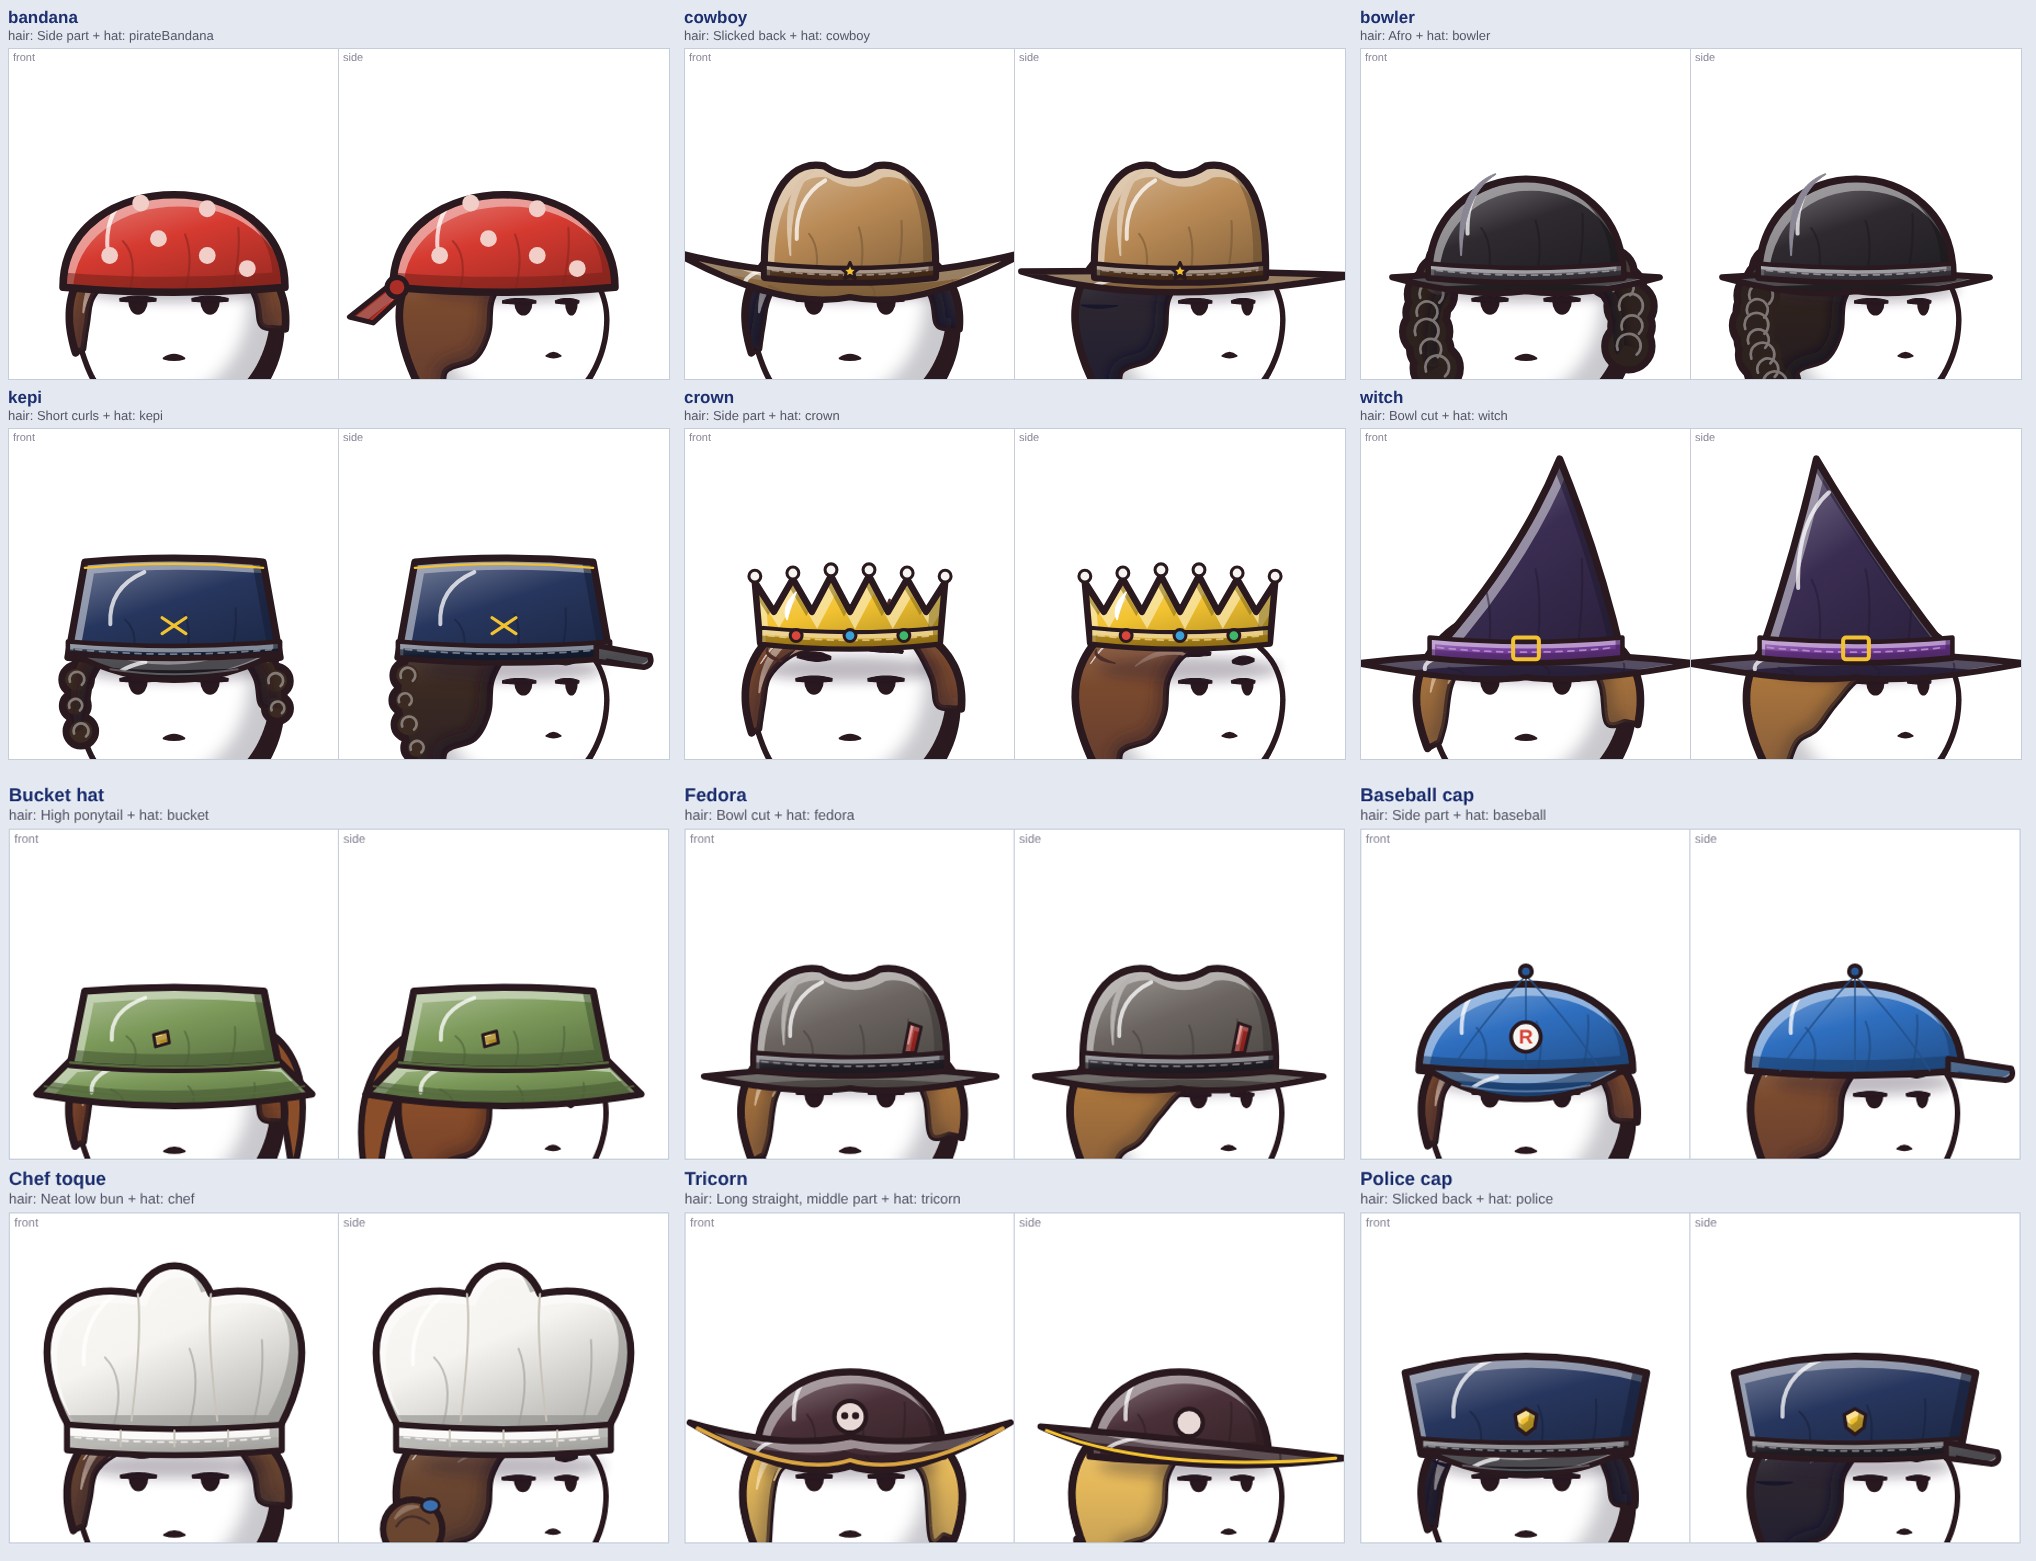 bandana
hair: Side part + hat: pirateBandana
front
side
cowboy
hair: Slicked back + hat: cowboy
front
side
bowler
hair: Afro + hat: bowler
front
side
kepi
hair: Short curls + hat: kepi
front
side
crown
hair: Side part + hat: crown
front
side
witch
hair: Bowl cut + hat: witch
front
side
Bucket hat
hair: High ponytail + hat: bucket
front
side
Fedora
hair: Bowl cut + hat: fedora
front
side
Baseball cap
hair: Side part + hat: baseball
front
side
R
Chef toque
hair: Neat low bun + hat: chef
front
side
Tricorn
hair: Long straight, middle part + hat: tricorn
front
side
Police cap
hair: Slicked back + hat: police
front
side